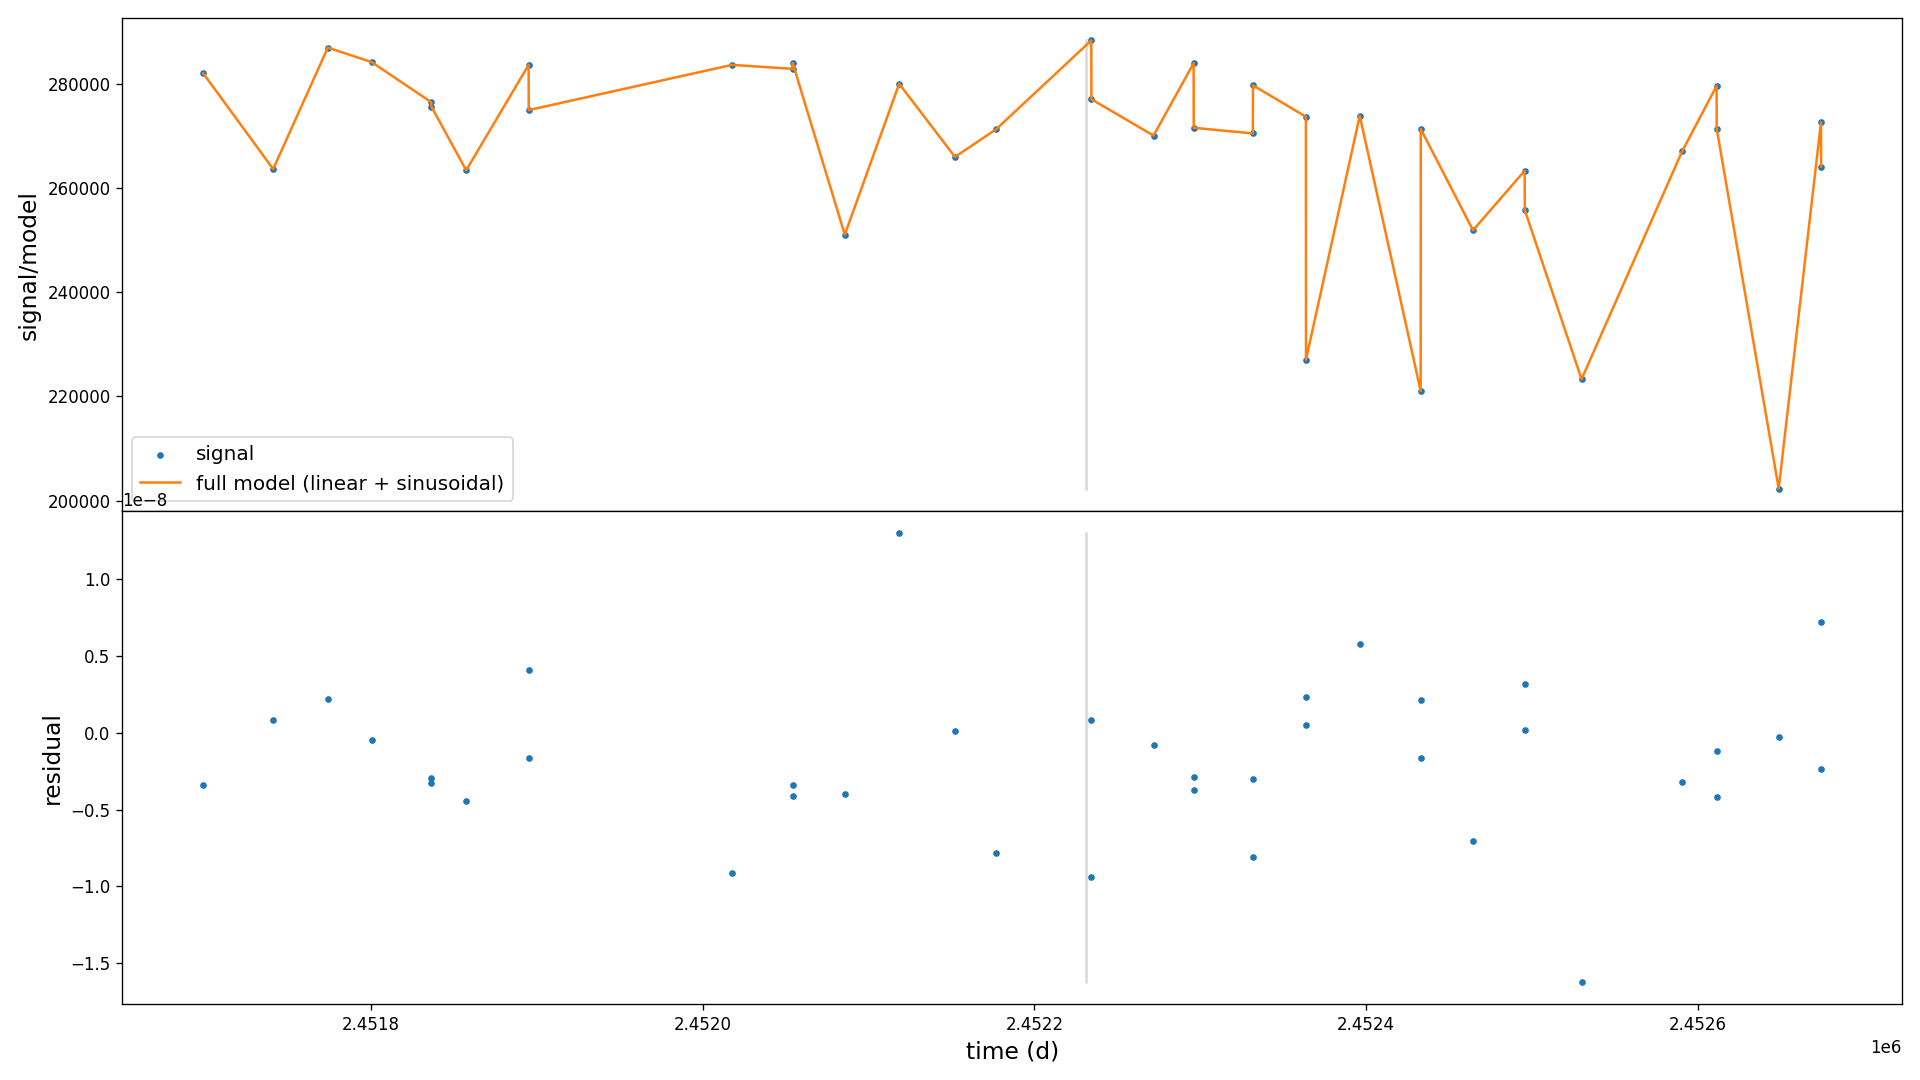 280000
260000
240000
220000
200000
signal/model
signal
full model (linear + sinusoidal)
1e−8
1.0
0.5
0.0
−0.5
−1.0
−1.5
residual
2.4518
2.4520
2.4522
2.4524
2.4526
time (d)
1e6